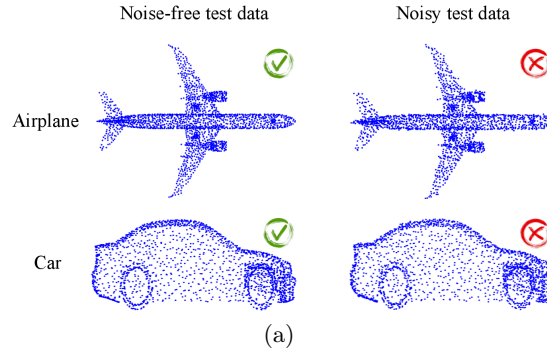 Noise-free test data
Noisy test data
Airplane
Car
(a)